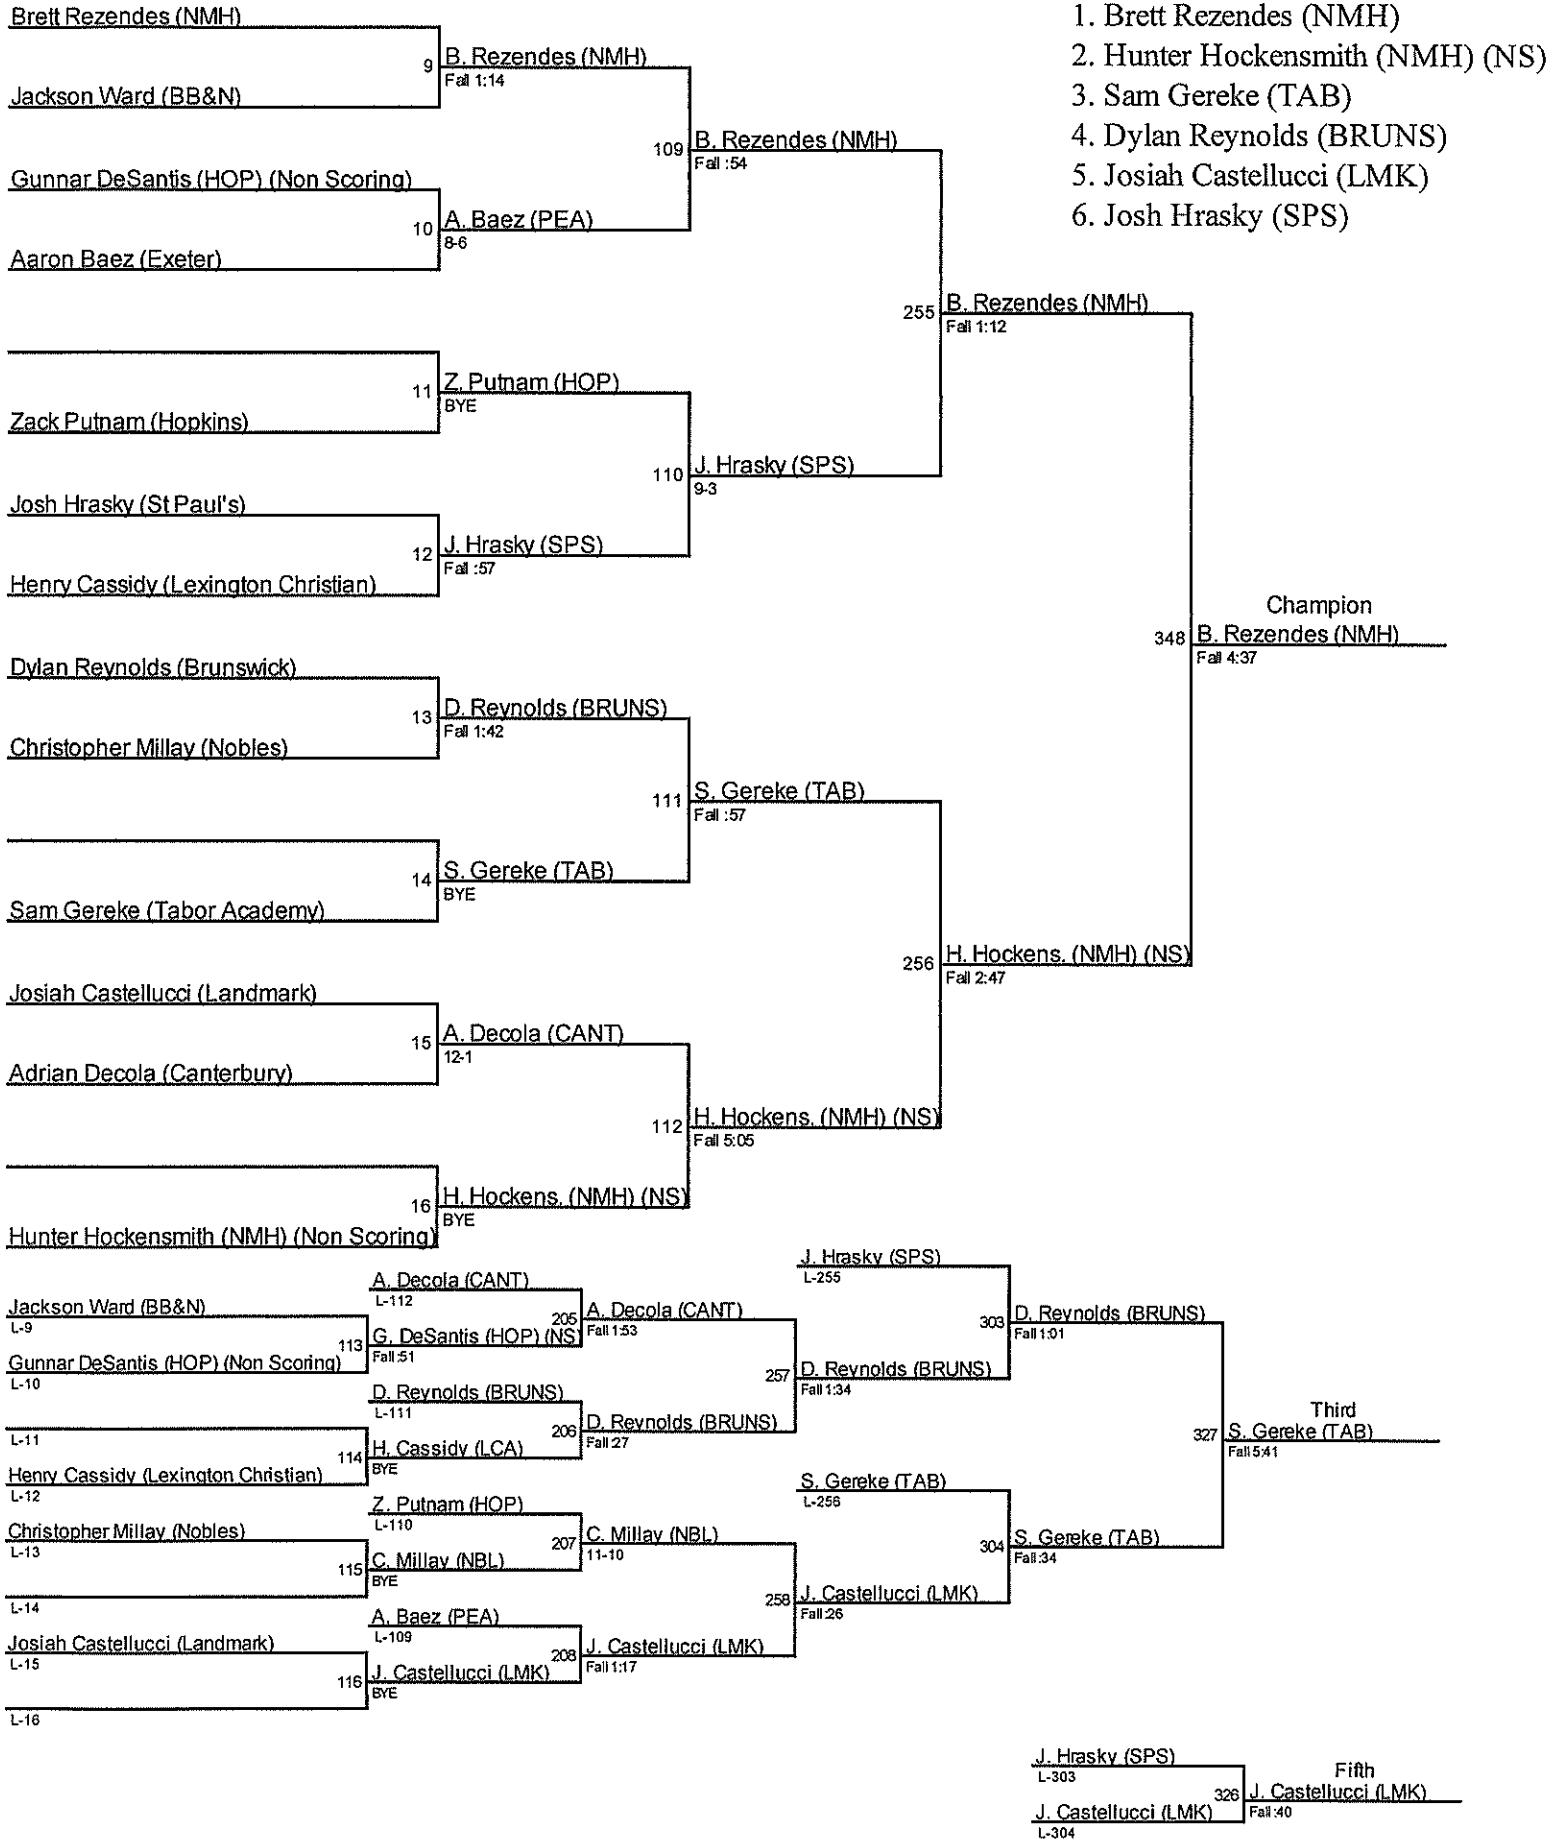 Brett Rezendes (NMH)
9
B. Rezendes (NMH)
Fall 1:14
Jackson Ward (BB&N)
109
B. Rezendes (NMH)
Fall :54
Gunnar DeSantis (HOP) (Non Scoring)
10
A. Baez (PEA)
8-6
Aaron Baez (Exeter)
255
B. Rezendes (NMH)
Fall 1:12
11
Z. Putnam (HOP)
BYE
Zack Putnam (Hopkins)
110
J. Hrasky (SPS)
9-3
Josh Hrasky (St Paul's)
12
J. Hrasky (SPS)
Fall :57
Henry Cassidy (Lexington Christian)
Champion
348
B. Rezendes (NMH)
Fall 4:37
Dylan Reynolds (Brunswick)
13
D. Reynolds (BRUNS)
Fall 1:42
Christopher Millay (Nobles)
111
S. Gereke (TAB)
Fall :57
14
S. Gereke (TAB)
BYE
Sam Gereke (Tabor Academy)
256
H. Hockens. (NMH) (NS)
Fall 2:47
Josiah Castellucci (Landmark)
15
A. Decola (CANT)
12-1
Adrian Decola (Canterbury)
112
H. Hockens. (NMH) (NS)
Fall 5:05
16
H. Hockens. (NMH) (NS)
BYE
Hunter Hockensmith (NMH) (Non Scoring)
1. Brett Rezendes (NMH)
2. Hunter Hockensmith (NMH) (NS)
3. Sam Gereke (TAB)
4. Dylan Reynolds (BRUNS)
5. Josiah Castellucci (LMK)
6. Josh Hrasky (SPS)
Jackson Ward (BB&N)
L-9
113
Gunnar DeSantis (HOP) (Non Scoring)
L-10
L-11
114
Henry Cassidy (Lexington Christian)
L-12
Christopher Millay (Nobles)
L-13
115
L-14
Josiah Castellucci (Landmark)
L-15
116
L-16
A. Decola (CANT)
L-112
205
G. DeSantis (HOP) (NS)
Fall :51
D. Reynolds (BRUNS)
L-111
206
H. Cassidy (LCA)
BYE
Z. Putnam (HOP)
L-110
207
C. Millay (NBL)
BYE
A. Baez (PEA)
L-109
208
J. Castellucci (LMK)
BYE
A. Decola (CANT)
Fall 1:53
257
D. Reynolds (BRUNS)
Fall :27
C. Millay (NBL)
11-10
258
J. Castellucci (LMK)
Fall 1:17
J. Hrasky (SPS)
L-255
303
D. Reynolds (BRUNS)
Fall 1:34
S. Gereke (TAB)
L-256
304
J. Castellucci (LMK)
Fall :26
D. Reynolds (BRUNS)
Fall 1:01
327
S. Gereke (TAB)
Fall :34
Third
S. Gereke (TAB)
Fall 5:41
J. Hrasky (SPS)
L-303
326
J. Castellucci (LMK)
L-304
Fifth
J. Castellucci (LMK)
Fall :40